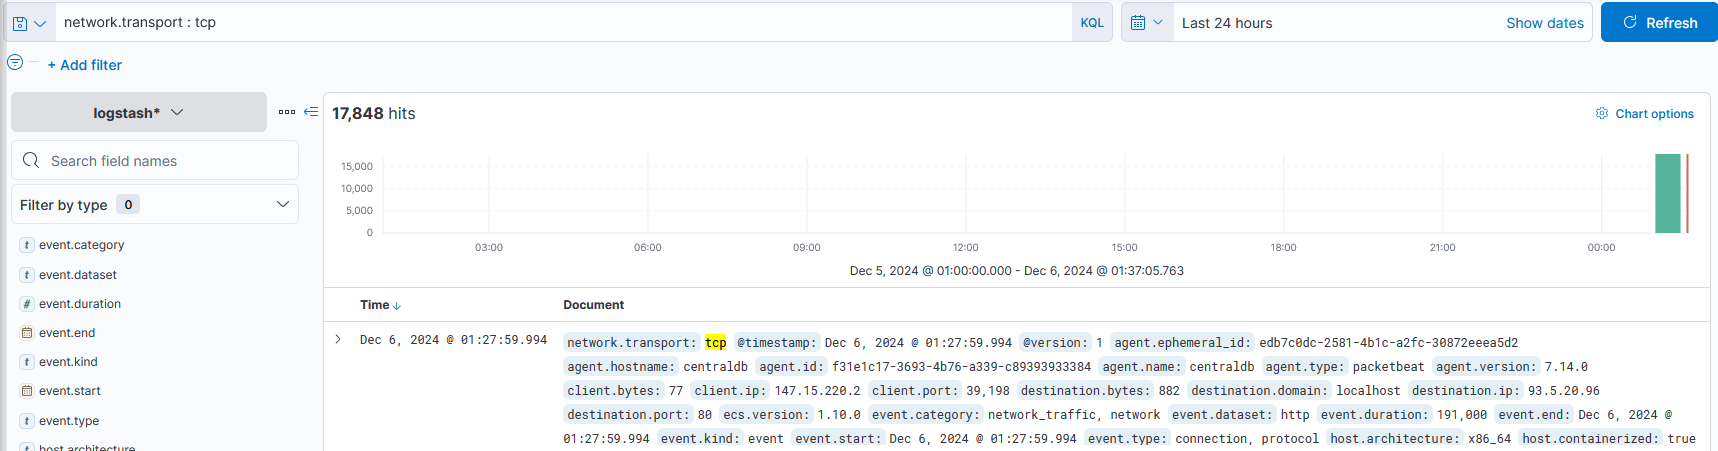 network.transport : tcp KQL Last 24 hours Show dates Refresh
+ Add filter
logstash*
17,848 hits Chart options
Search field names
Filter by type 0
event.category
event.dataset
event.duration
event.end
event.kind
event.start
event.type
host.architecture
15,000
10,000
5,000
0
03:00 06:00 09:00 12:00 15:00 18:00 21:00 00:00
Dec 5, 2024 @ 01:00:00.000 - Dec 6, 2024 @ 01:37:05.763
Time Document
Dec 6, 2024 @ 01:27:59.994 network.transport: tcp @timestamp: Dec 6, 2024 @ 01:27:59.994 @version: 1 agent.ephemeral_id: edb7c0dc-2581-4b1c-a2fc-30872eeea5d2
agent.hostname: centraldb agent.id: f31e1c17-3693-4b76-a339-c89393933384 agent.name: centraldb agent.type: packetbeat agent.version: 7.14.0
client.bytes: 77 client.ip: 147.15.220.2 client.port: 39,198 destination.bytes: 882 destination.domain: localhost destination.ip: 93.5.20.96
destination.port: 80 ecs.version: 1.10.0 event.category: network_traffic, network event.dataset: http event.duration: 191,000 event.end: Dec 6, 2024 @
01:27:59.994 event.kind: event event.start: Dec 6, 2024 @ 01:27:59.994 event.type: connection, protocol host.architecture: x86_64 host.containerized: true